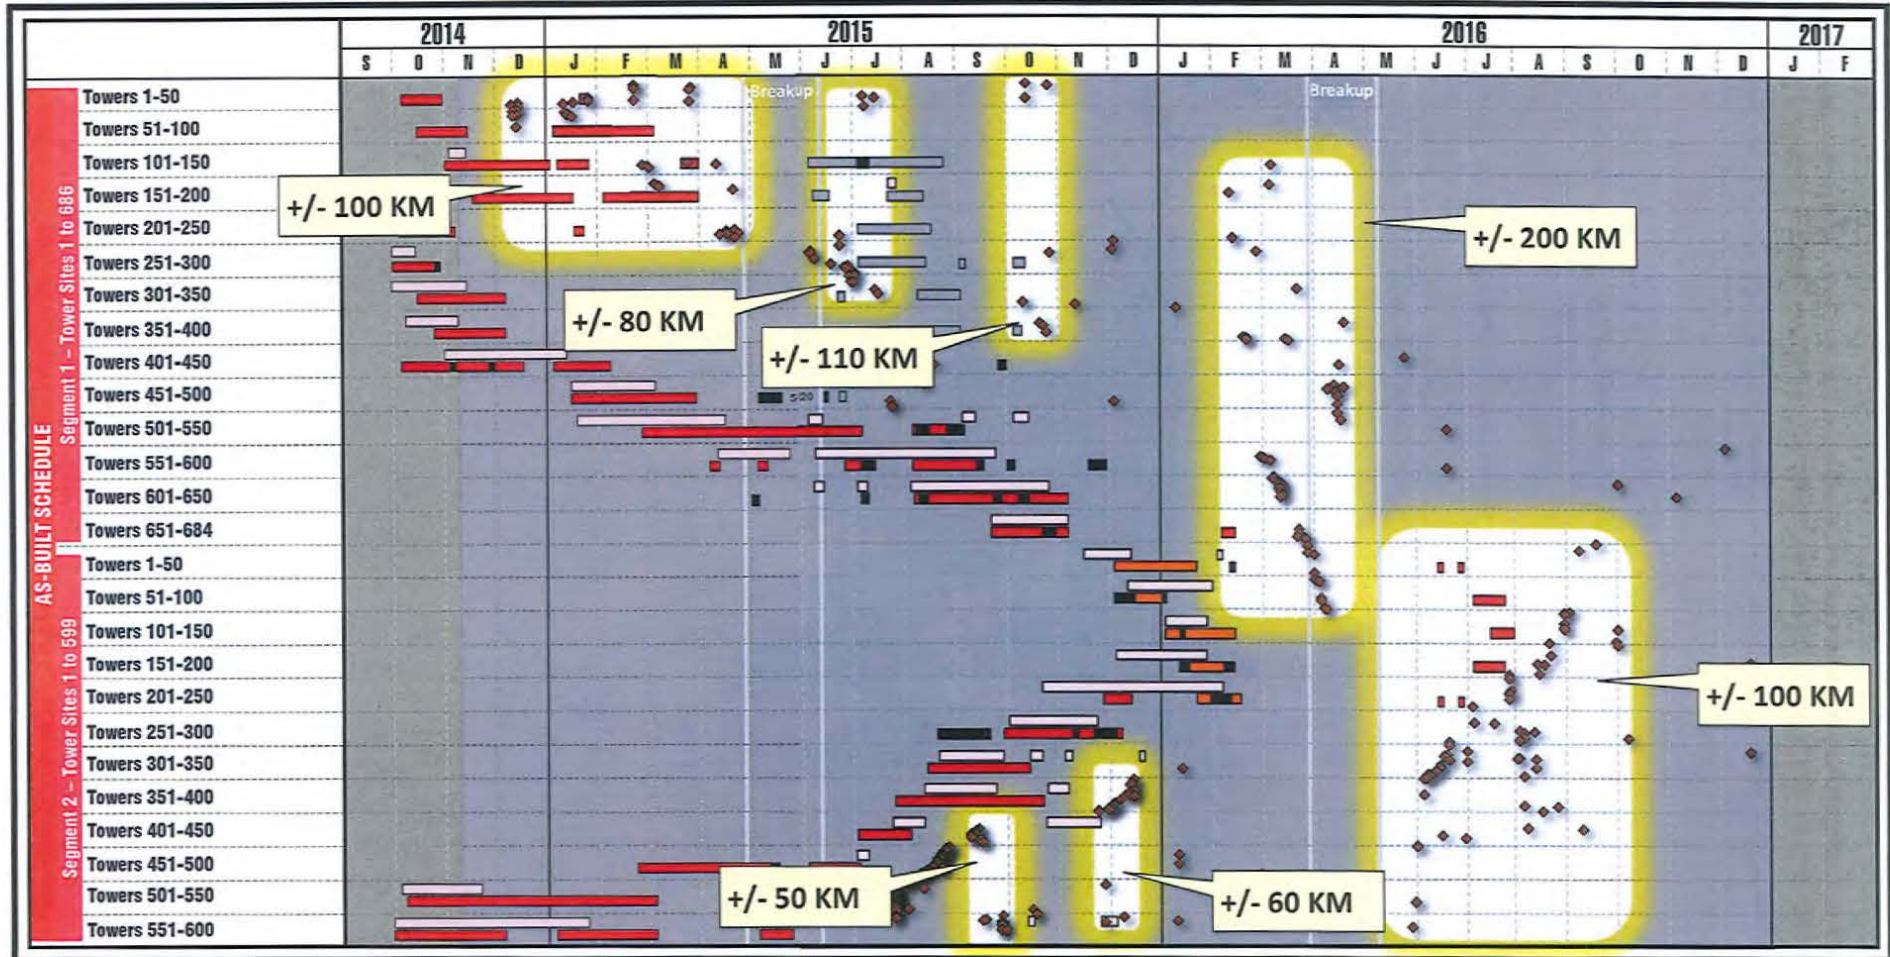 2014 2015 2016 2017
S O N D J F M A M J J A S O N D J F M A M J J A S O N D J F
AS-BUILT SCHEDULE
Segment 1 – Tower Sites 1 to 686
Towers 1-50
Breakup
Breakup
Towers 51-100
Towers 101-150
Towers 151-200
+/- 100 KM
Towers 201-250
+/- 200 KM
Towers 251-300
Towers 301-350
+/- 80 KM
Towers 351-400
+/- 110 KM
Towers 401-450
Towers 451-500
Towers 501-550
Towers 551-600
Towers 601-650
Towers 651-684
Segment 2 – Tower Sites 1 to 599
Towers 1-50
Towers 51-100
Towers 101-150
Towers 151-200
Towers 201-250
+/- 100 KM
Towers 251-300
Towers 301-350
Towers 351-400
Towers 401-450
Towers 451-500
Towers 501-550
+/- 50 KM
+/- 60 KM
Towers 551-600